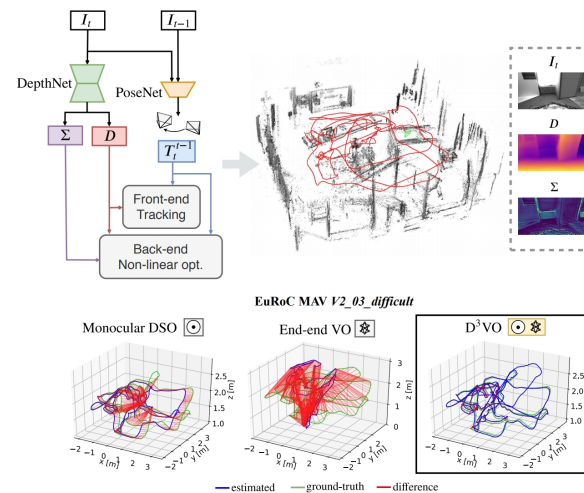 I_t I_{t-1}
DepthNet
PoseNet
Σ D
T_t^{t-1}
Front-end
Tracking
Back-end
Non-linear opt.
I_t
D
Σ
EuRoC MAV V2_03_difficult
Monocular DSO
End-end VO
D³VO
2.5
2.0
1.5
1.0
z [m]
−2 −1 0 1 2 3
x [m]
−2 −1 0 1 2 3
y [m]
3
2
1
0
z [m]
−2 −1 0 1 2 3
x [m]
−2 −1 0 1 2 3
y [m]
2.5
2.0
1.5
1.0
z [m]
−2 −1 0 1 2 3
x [m]
−2 −1 0 1 2 3
y [m]
estimated ground-truth difference